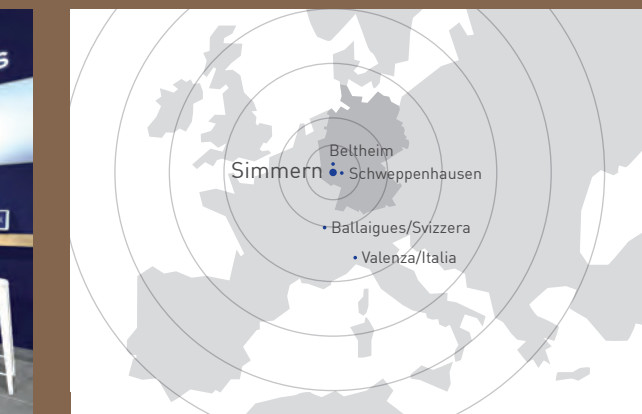 Beltheim
Simmern
Schweppenhausen
Ballaigues/Svizzera
Valenza/Italia